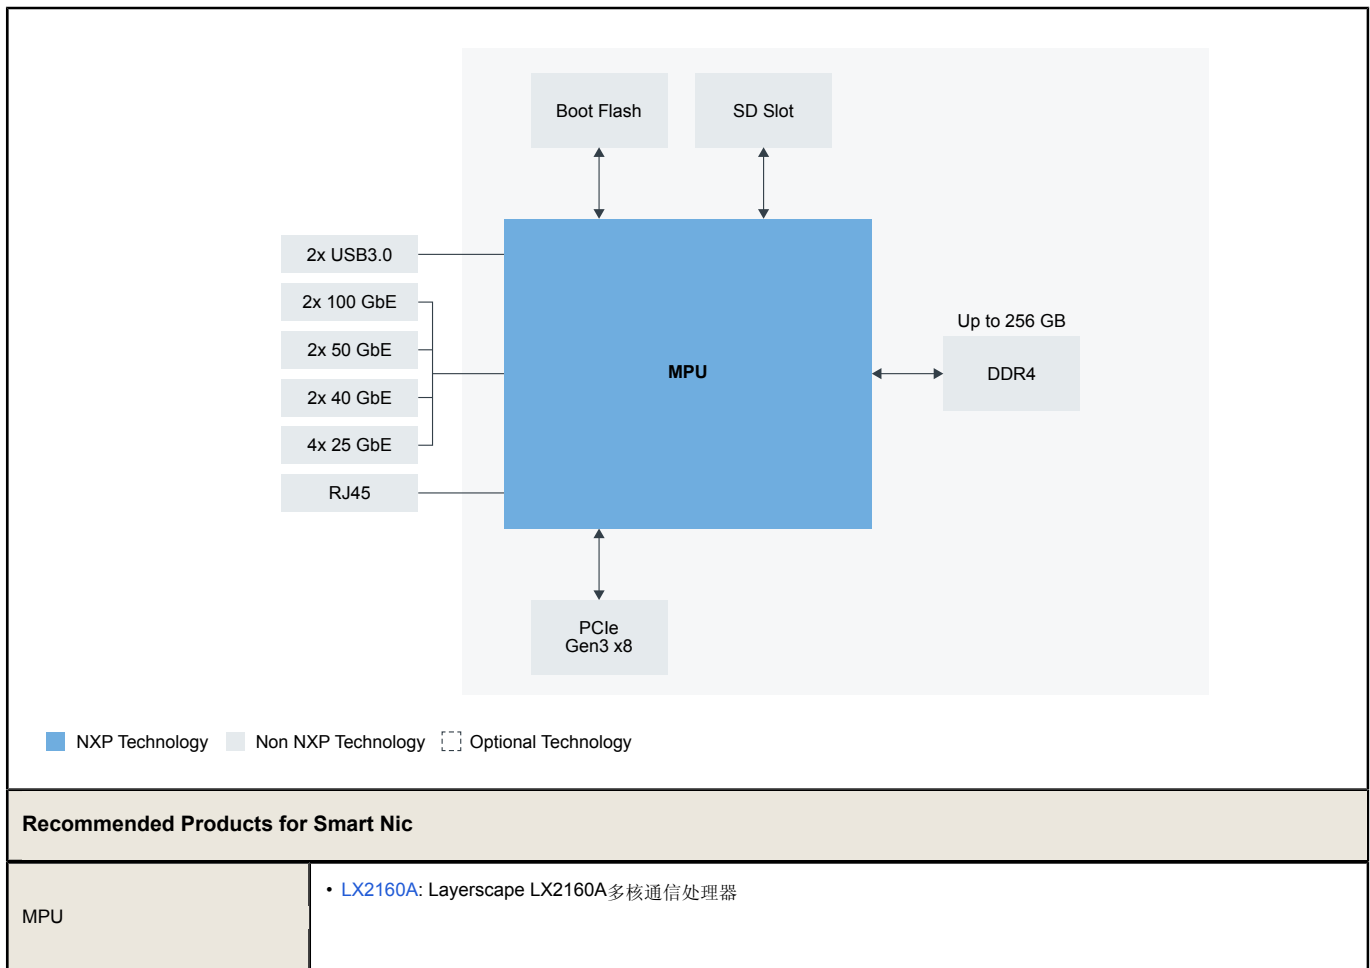 Boot Flash
SD Slot
2x USB3.0
2x 100 GbE
2x 50 GbE
2x 40 GbE
4x 25 GbE
RJ45
MPU
Up to 256 GB
DDR4
PCIe
Gen3 x8
NXP Technology
Non NXP Technology
Optional Technology
Recommended Products for Smart Nic
MPU
• LX2160A: Layerscape LX2160A多核通信处理器